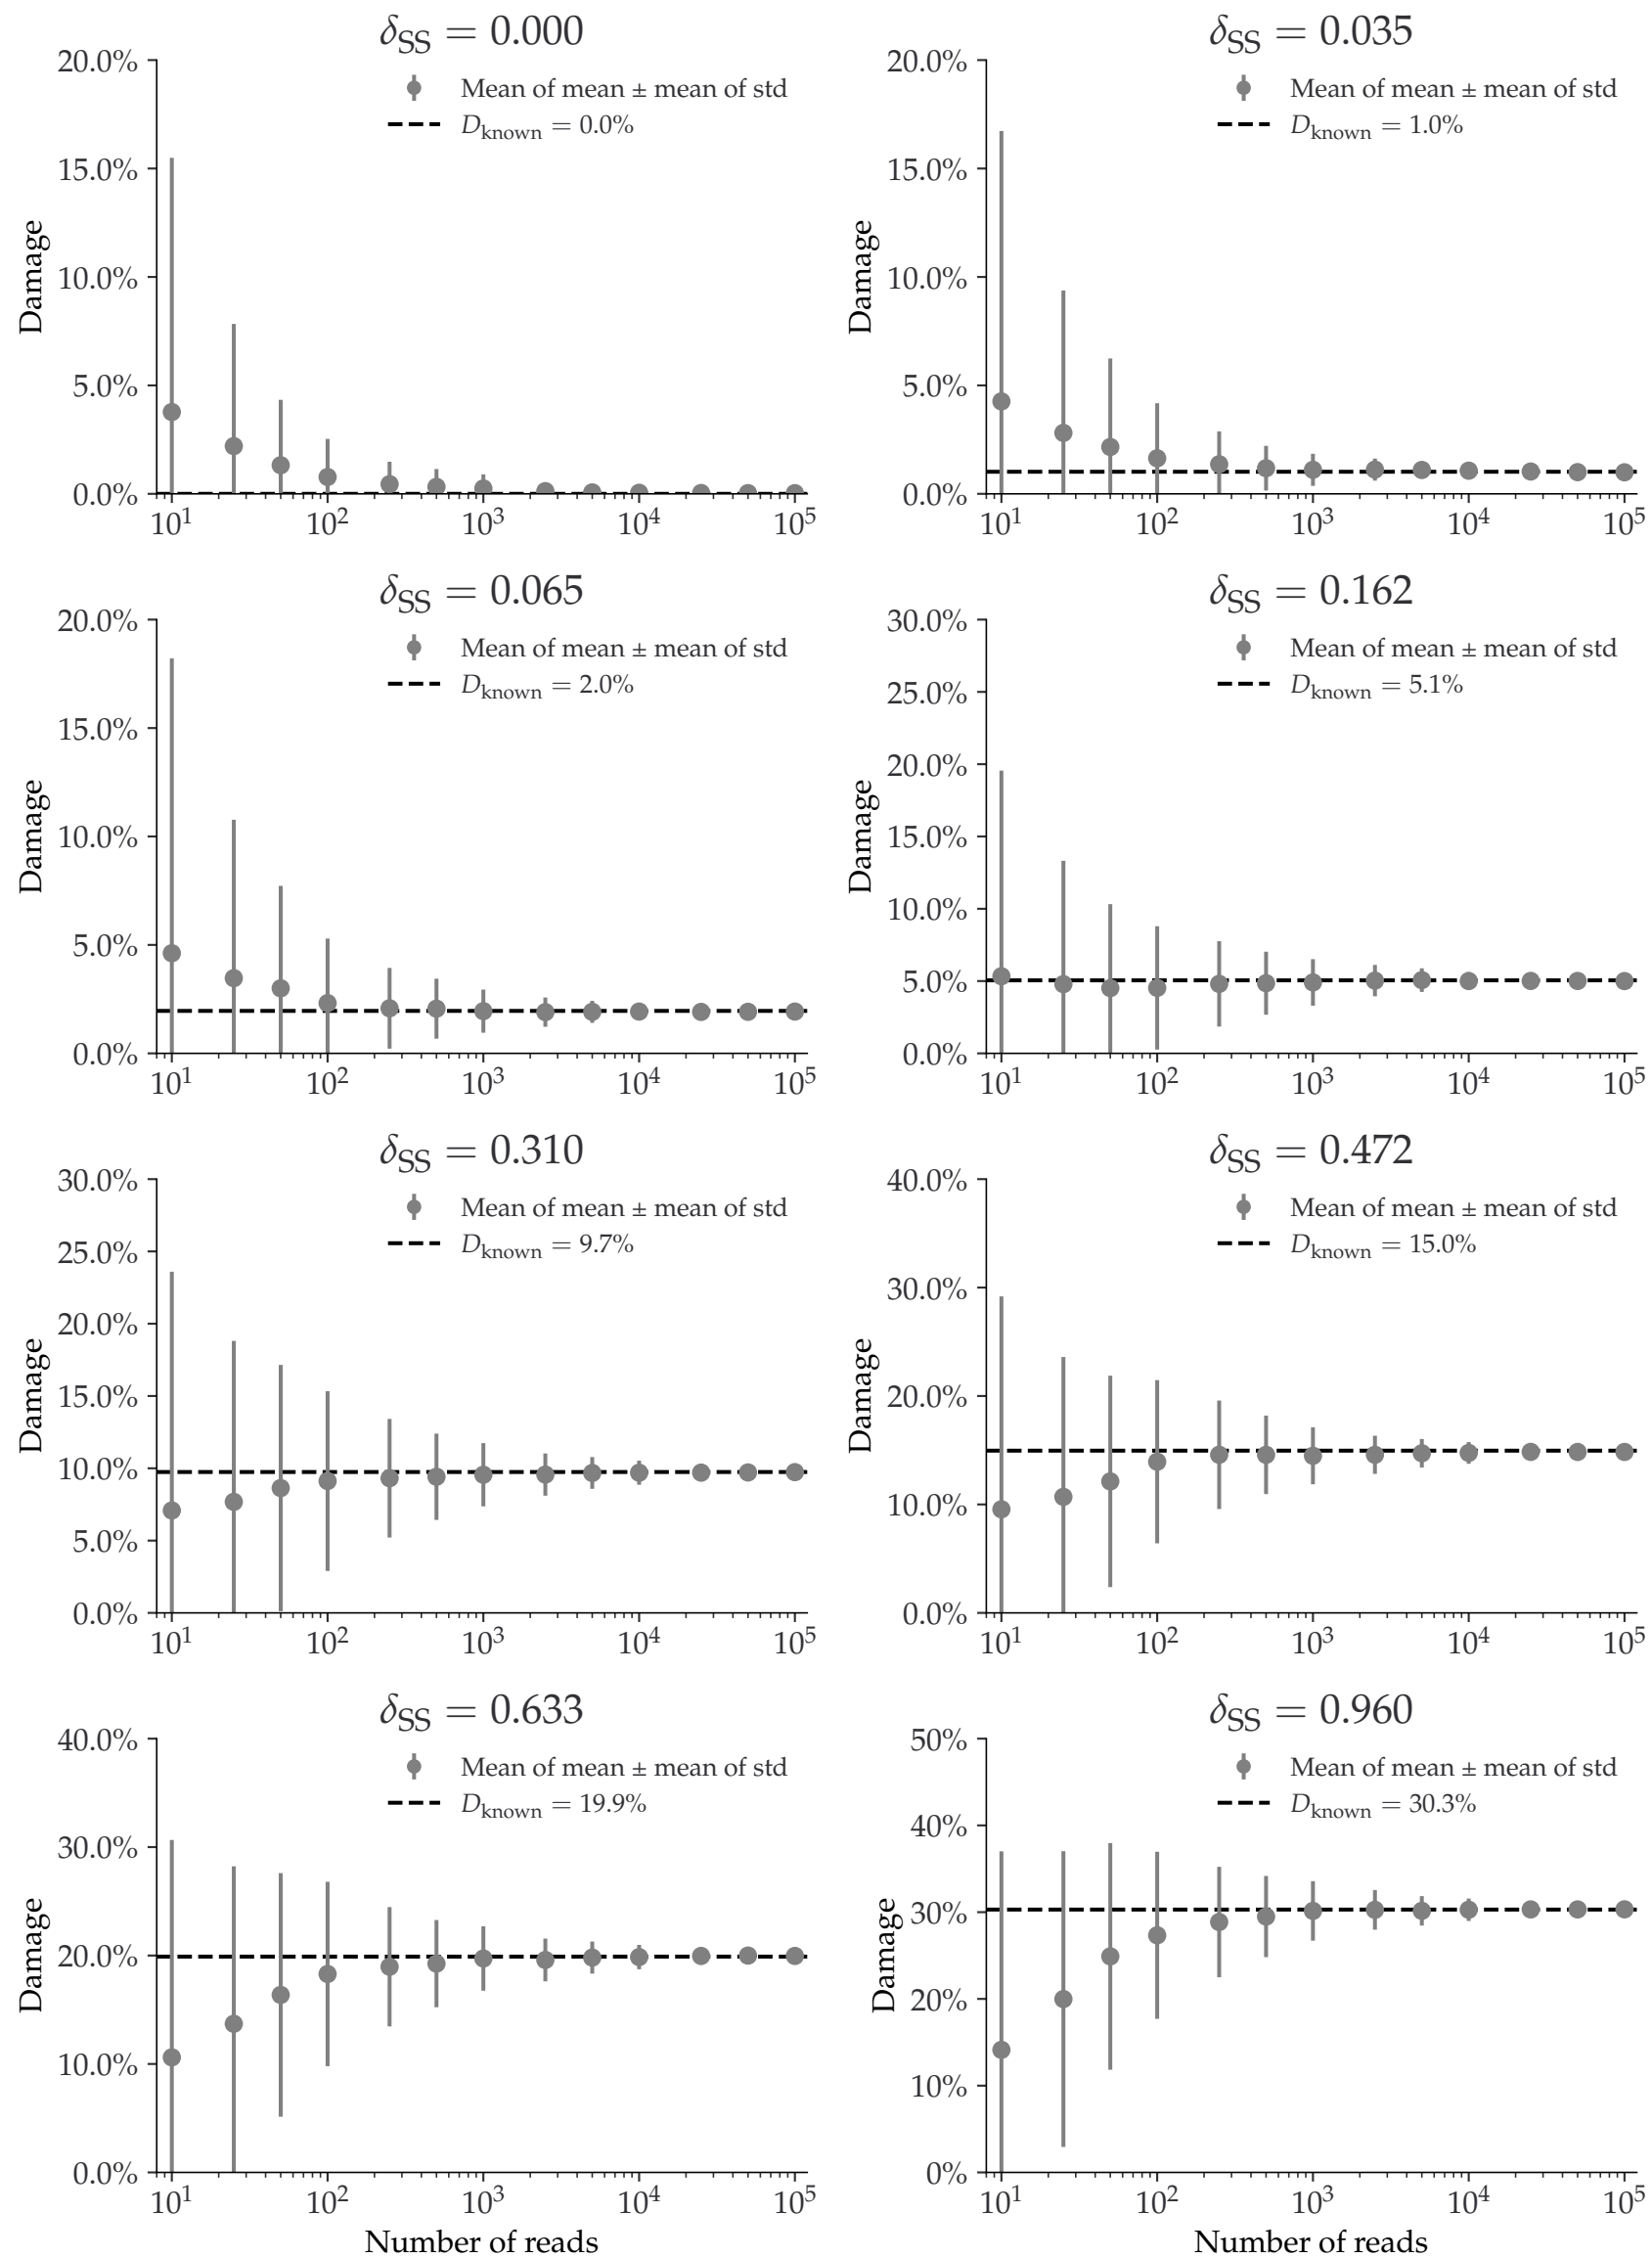 δSS = 0.000
20.0%
15.0%
10.0%
5.0%
0.0%
Damage
Mean of mean ± mean of std
Dknown = 0.0%
10¹ 10² 10³ 10⁴ 10⁵
δSS = 0.035
20.0%
15.0%
10.0%
5.0%
0.0%
Damage
Mean of mean ± mean of std
Dknown = 1.0%
10¹ 10² 10³ 10⁴ 10⁵
δSS = 0.065
20.0%
15.0%
10.0%
5.0%
0.0%
Damage
Mean of mean ± mean of std
Dknown = 2.0%
10¹ 10² 10³ 10⁴ 10⁵
δSS = 0.162
30.0%
25.0%
20.0%
15.0%
10.0%
5.0%
0.0%
Damage
Mean of mean ± mean of std
Dknown = 5.1%
10¹ 10² 10³ 10⁴ 10⁵
δSS = 0.310
30.0%
25.0%
20.0%
15.0%
10.0%
5.0%
0.0%
Damage
Mean of mean ± mean of std
Dknown = 9.7%
10¹ 10² 10³ 10⁴ 10⁵
δSS = 0.472
40.0%
30.0%
20.0%
10.0%
0.0%
Damage
Mean of mean ± mean of std
Dknown = 15.0%
10¹ 10² 10³ 10⁴ 10⁵
δSS = 0.633
40.0%
30.0%
20.0%
10.0%
0.0%
Damage
Mean of mean ± mean of std
Dknown = 19.9%
10¹ 10² 10³ 10⁴ 10⁵
Number of reads
δSS = 0.960
50%
40%
30%
20%
10%
0%
Damage
Mean of mean ± mean of std
Dknown = 30.3%
10¹ 10² 10³ 10⁴ 10⁵
Number of reads